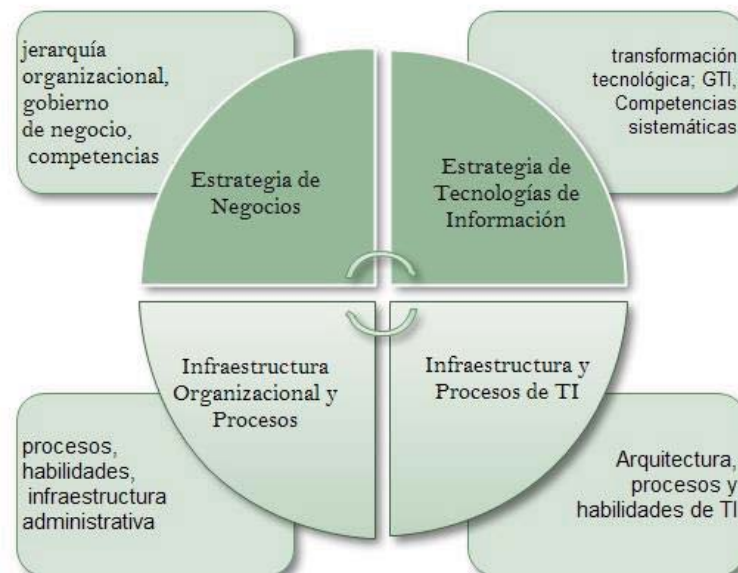 jerarquía
organizacional,
gobierno
de negocio,
competencias
transformación
tecnológica; GTI,
Competencias
sistemáticas
Estrategia de
Negocios
Estrategia de
Tecnologías de
Información
Infraestructura
Organizacional y
Procesos
Infraestructura y
Procesos de TI
procesos,
habilidades,
infraestructura
administrativa
Arquitectura,
procesos y
habilidades de TI